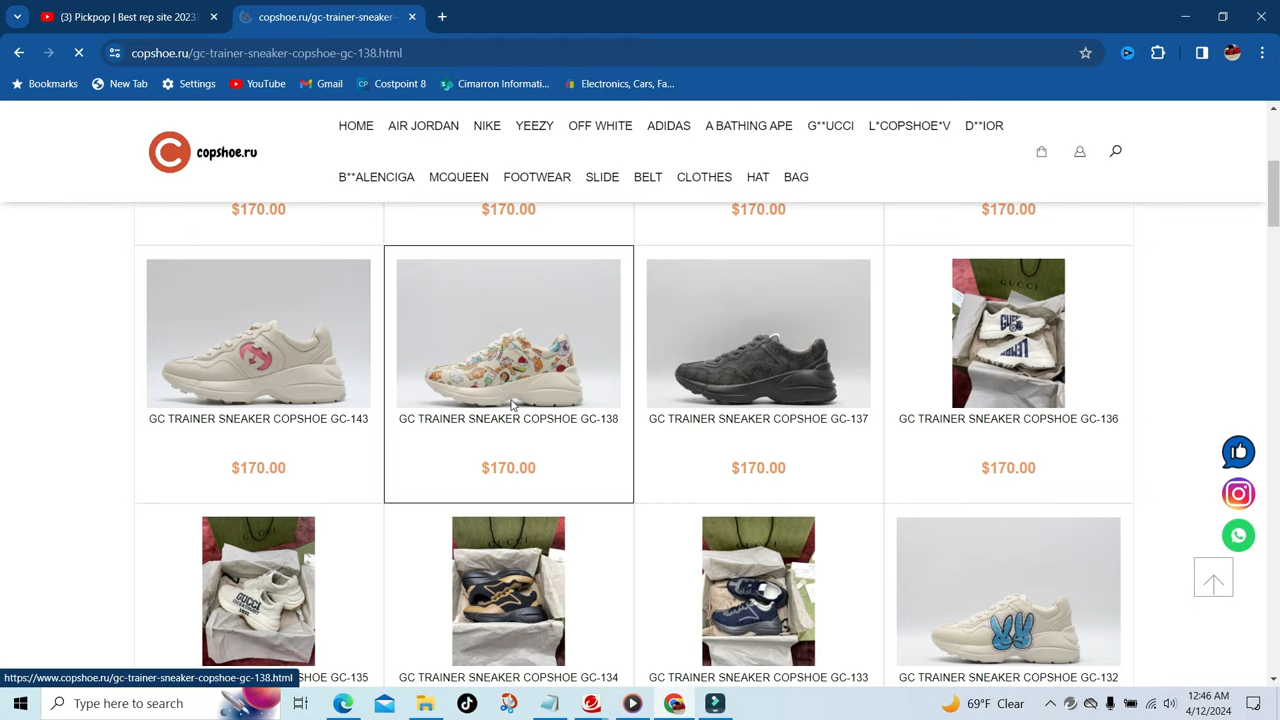 (3) Pickpop | Best rep site 2023
copshoe.ru/gc-trainer-sneaker-
copshoe.ru/gc-trainer-sneaker-copshoe-gc-138.html
Bookmarks New Tab Settings YouTube Gmail Costpoint 8 Cimarron Informati... Electronics, Cars, Fa...
HOME AIR JORDAN NIKE YEEZY OFF WHITE ADIDAS A BATHING APE G**UCCI L*COPSHOE*V D**IOR
C copshoe.ru
B**ALENCIGA MCQUEEN FOOTWEAR SLIDE BELT CLOTHES HAT BAG
$170.00 $170.00 $170.00 $170.00
GUCCI
GC TRAINER SNEAKER COPSHOE GC-143 GC TRAINER SNEAKER COPSHOE GC-138 GC TRAINER SNEAKER COPSHOE GC-137 GC TRAINER SNEAKER COPSHOE GC-136
$170.00 $170.00 $170.00 $170.00
GUCCI GUCCI GUCCI
GUCCI
https://www.copshoe.ru/gc-trainer-sneaker-copshoe-gc-138.html
GC-135 GC TRAINER SNEAKER COPSHOE GC-134 GC TRAINER SNEAKER COPSHOE GC-133 GC TRAINER SNEAKER COPSHOE GC-132
Type here to search
69°F Clear
12:46 AM
4/12/2024